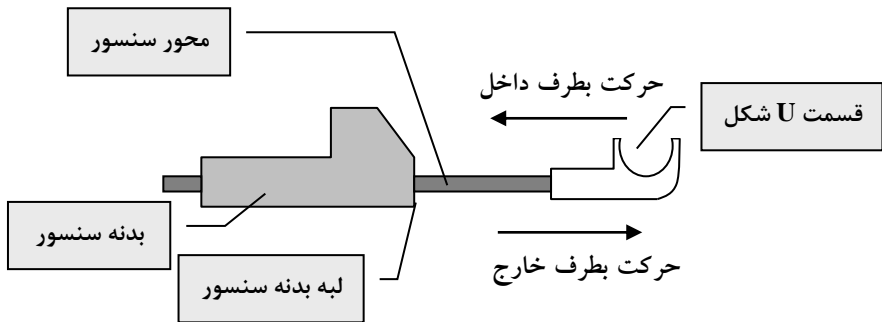 محور سنسور
حرکت بطرف داخل
قسمت U شکل
بدنه سنسور
حرکت بطرف خارج
لبه بدنه سنسور